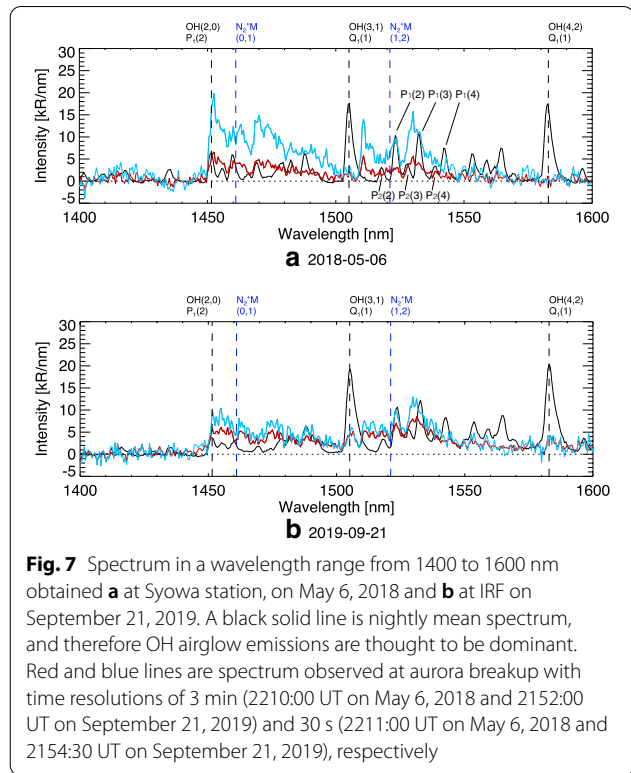 OH(2,0) N₂⁺M OH(3,1) N₂⁺M OH(4,2)
P₁(2) (0,1) Q₁(1) (1,2) Q₁(1)
30
25
20
15
10
5
0
-5
Intensity [kR/nm]
P₁(2) P₁(3) P₁(4)
P₂(2) P₂(3) P₂(4)
1400 1450 1500 1550 1600
Wavelength [nm]
a 2018-05-06
OH(2,0) N₂⁺M OH(3,1) N₂⁺M OH(4,2)
P₁(2) (0,1) Q₁(1) (1,2) Q₁(1)
30
25
20
15
10
5
0
-5
Intensity [kR/nm]
1400 1450 1500 1550 1600
Wavelength [nm]
b 2019-09-21
Fig. 7 Spectrum in a wavelength range from 1400 to 1600 nm
obtained a at Syowa station, on May 6, 2018 and b at IRF on
September 21, 2019. A black solid line is nightly mean spectrum,
and therefore OH airglow emissions are thought to be dominant.
Red and blue lines are spectrum observed at aurora breakup with
time resolutions of 3 min (2210:00 UT on May 6, 2018 and 2152:00
UT on September 21, 2019) and 30 s (2211:00 UT on May 6, 2018 and
2154:30 UT on September 21, 2019), respectively